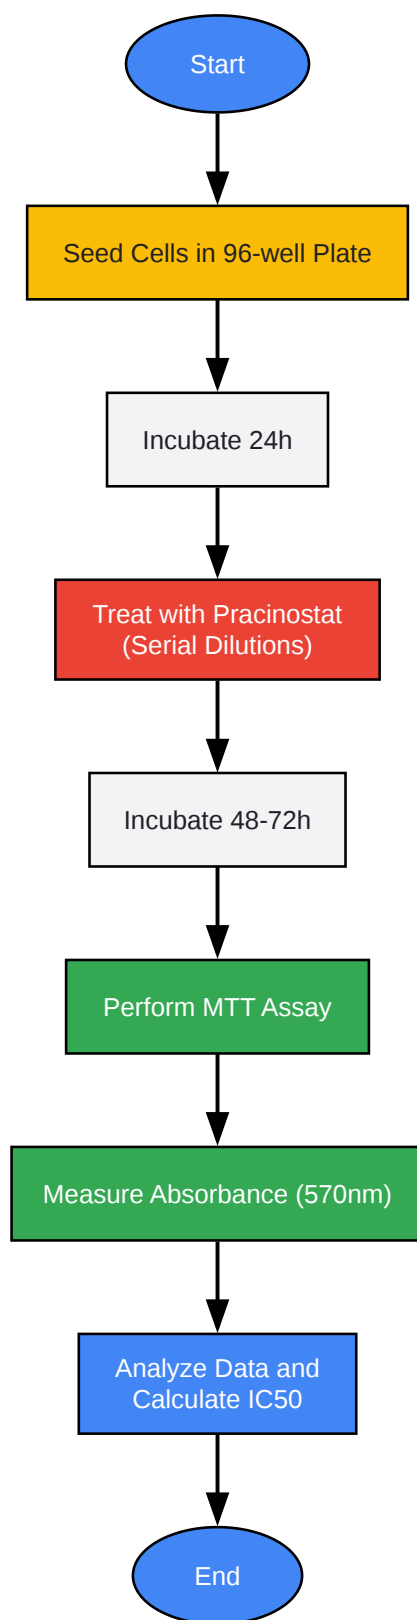 Start
Seed Cells in 96-well Plate
Incubate 24h
Treat with Pracinostat
(Serial Dilutions)
Incubate 48-72h
Perform MTT Assay
Measure Absorbance (570nm)
Analyze Data and
Calculate IC50
End